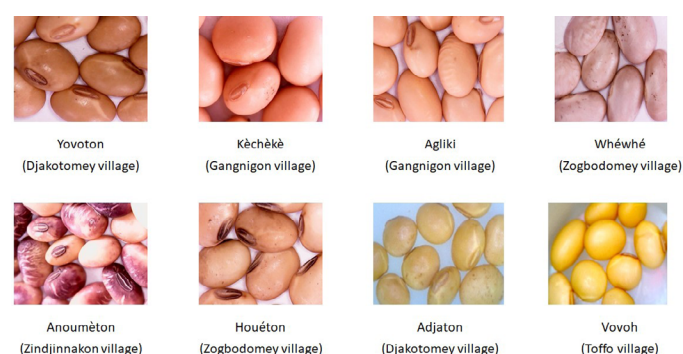 Yovoton
(Djakotomey village)
Kèchèkè
(Gangnigon village)
Agliki
(Gangnigon village)
Whéwhé
(Zogbodomey village)
Anoumèton
(Zindjinnakon village)
Houéton
(Zogbodomey village)
Adjaton
(Djakotomey village)
Vovoh
(Toffo village)